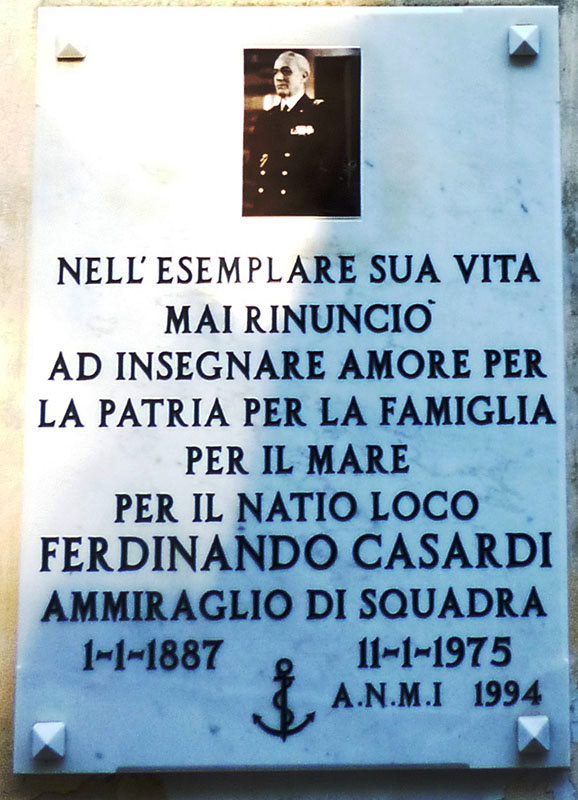 NELL' ESEMPLARE SUA VITA
MAI RINUNCIO'
AD INSEGNARE AMORE PER
LA PATRIA PER LA FAMIGLIA
PER IL MARE
PER IL NATIO LOCO
FERDINANDO CASARDI
AMMIRAGLIO DI SQUADRA
1-1-1887 11-1-1975
A.N.M.I 1994